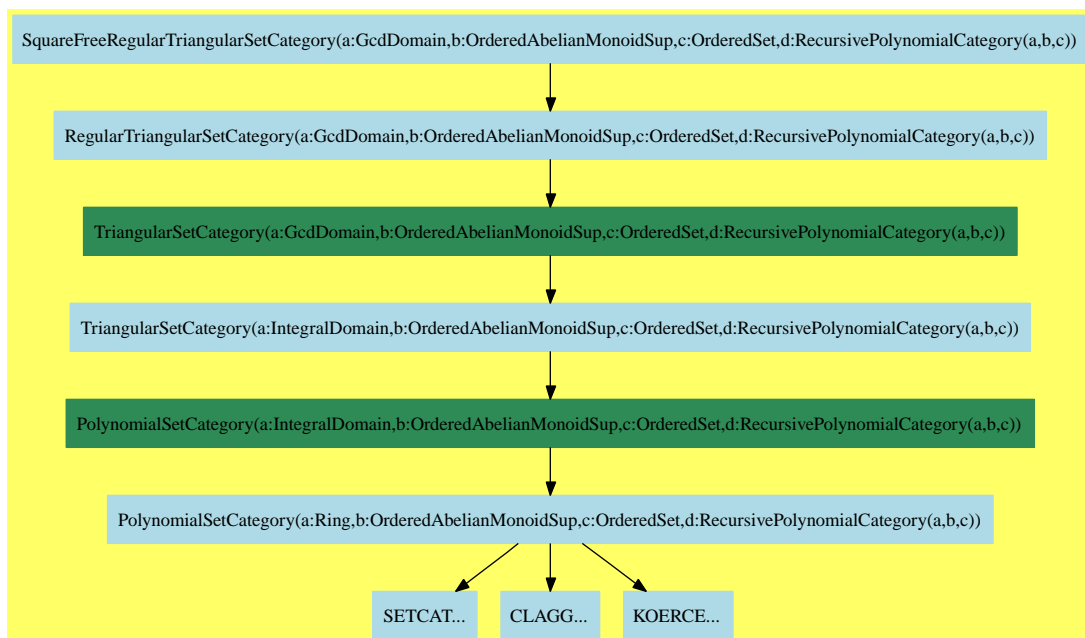 SquareFreeRegularTriangularSetCategory(a:GcdDomain,b:OrderedAbelianMonoidSup,c:OrderedSet,d:RecursivePolynomialCategory(a,b,c))
RegularTriangularSetCategory(a:GcdDomain,b:OrderedAbelianMonoidSup,c:OrderedSet,d:RecursivePolynomialCategory(a,b,c))
TriangularSetCategory(a:GcdDomain,b:OrderedAbelianMonoidSup,c:OrderedSet,d:RecursivePolynomialCategory(a,b,c))
TriangularSetCategory(a:IntegralDomain,b:OrderedAbelianMonoidSup,c:OrderedSet,d:RecursivePolynomialCategory(a,b,c))
PolynomialSetCategory(a:IntegralDomain,b:OrderedAbelianMonoidSup,c:OrderedSet,d:RecursivePolynomialCategory(a,b,c))
PolynomialSetCategory(a:Ring,b:OrderedAbelianMonoidSup,c:OrderedSet,d:RecursivePolynomialCategory(a,b,c))
SETCAT...
CLAGG...
KOERCE...